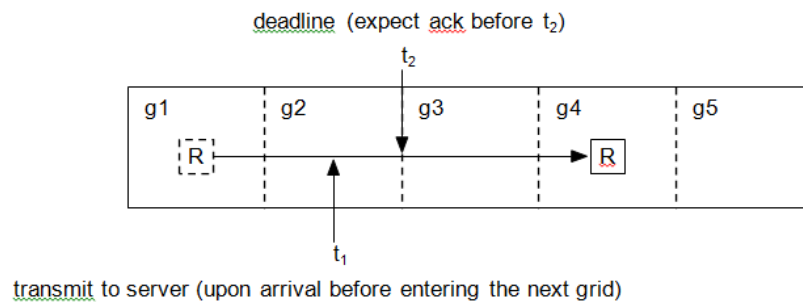 deadline (expect ack before t₂)
t₂
g1 g2 g3 g4 g5
R R
t₁
transmit to server (upon arrival before entering the next grid)